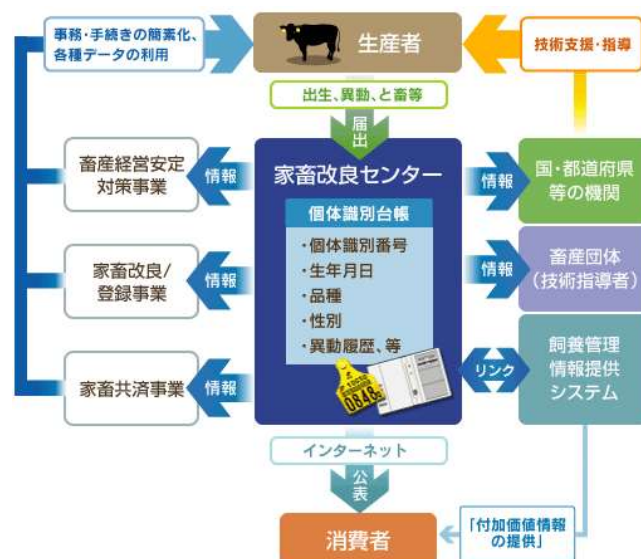 事務・手続きの簡素化、
各種データの利用
生産者
技術支援・指導
出生、異動、と畜等
届出
畜産経営安定
対策事業
情報
家畜改良センター
情報
国・都道府県
等の機関
個体識別台帳
・個体識別番号
・生年月日
・品種
・性別
・異動履歴、等
家畜改良/
登録事業
情報
情報
畜産団体
(技術指導者)
家畜共済事業
情報
0848
リンク
飼養管理
情報提供
システム
インターネット
公表
消費者
「付加価値情報
の提供」